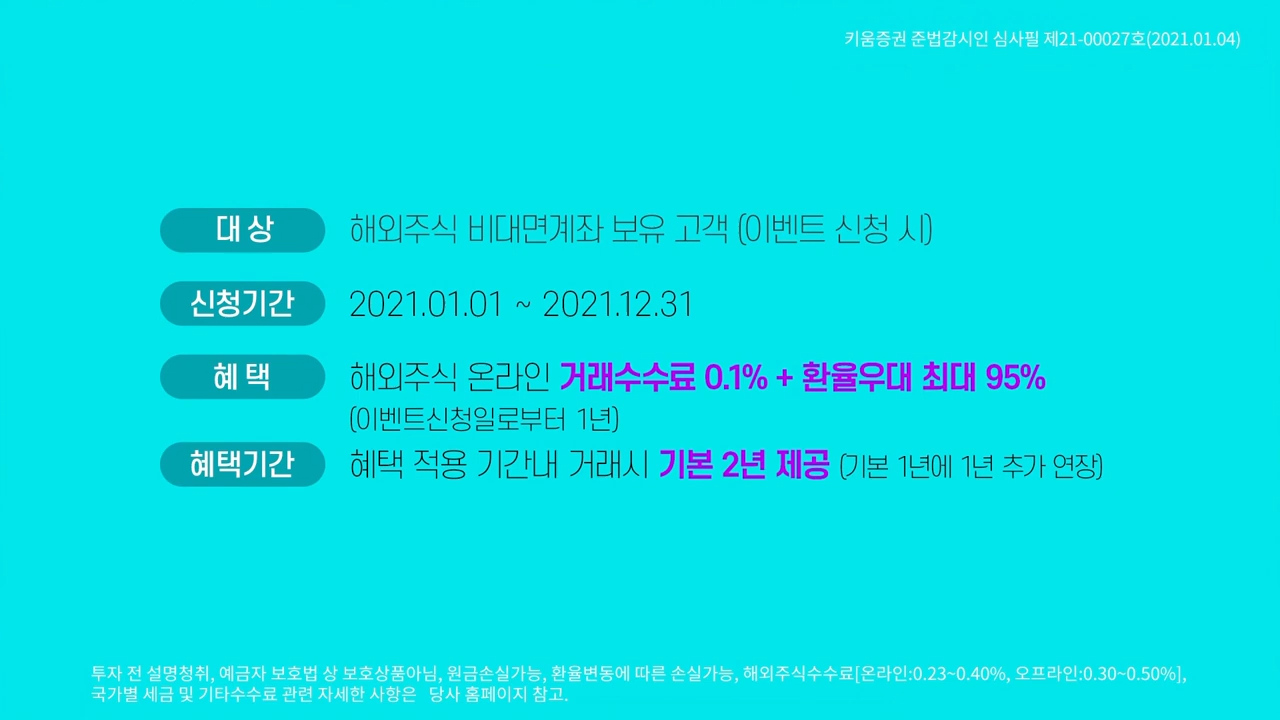 키움증권 준법감시인 심사필 제21-00027호(2021.01.04)
대 상 해외주식 비대면계좌 보유 고객 (이벤트 신청 시)
신청기간 2021.01.01 ~ 2021.12.31
혜 택 해외주식 온라인 거래수수료 0.1% + 환율우대 최대 95%
(이벤트신청일로부터 1년)
혜택기간 혜택 적용 기간내 거래시 기본 2년 제공 (기본 1년에 1년 추가 연장)
투자 전 설명청취, 예금자 보호법 상 보호상품아님, 원금손실가능, 환율변동에 따른 손실가능, 해외주식수수료[온라인:0.23~0.40%, 오프라인:0.30~0.50%],
국가별 세금 및 기타수수료 관련 자세한 사항은 당사 홈페이지 참고.